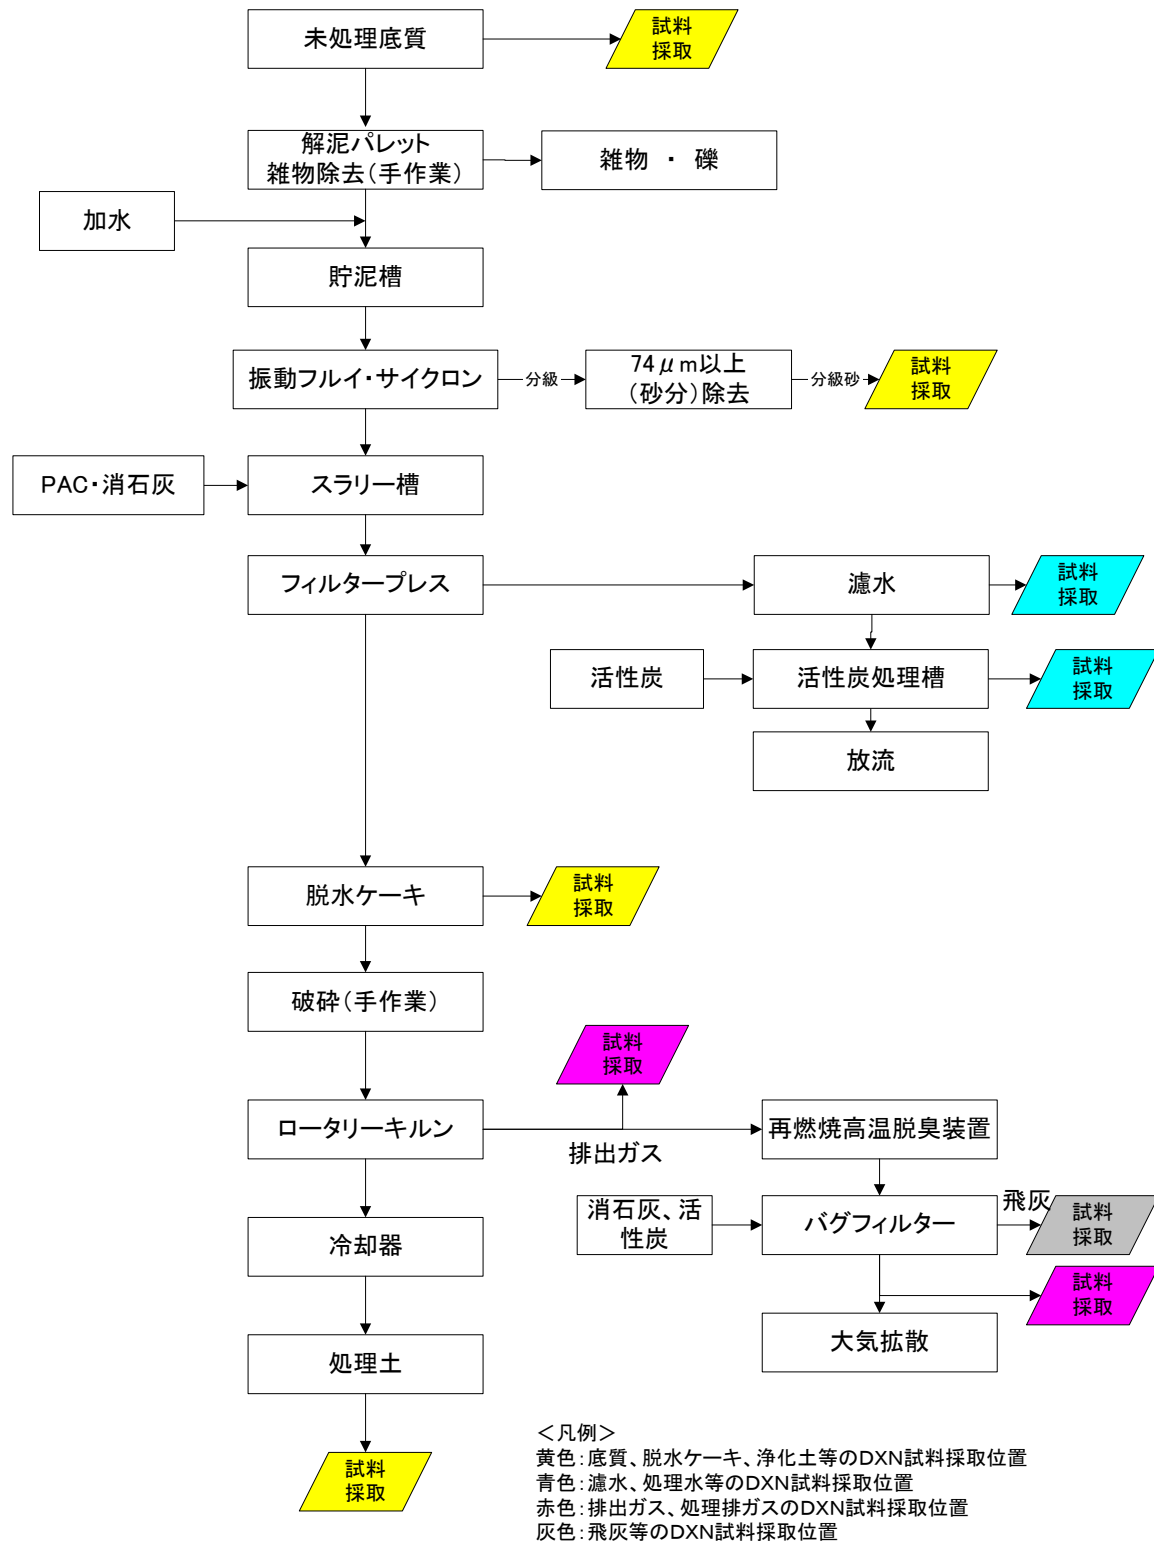 未処理底質
試料
採取
解泥パレット
雑物除去(手作業)
雑物 ・ 礫
加水
貯泥槽
振動フルイ・サイクロン
分級
74μm以上
(砂分)除去
分級砂
試料
採取
PAC・消石灰
スラリー槽
フィルタープレス
濾水
試料
採取
活性炭
活性炭処理槽
試料
採取
放流
脱水ケーキ
試料
採取
破砕(手作業)
試料
採取
ロータリーキルン
排出ガス
再燃焼高温脱臭装置
消石灰、活
性炭
バグフィルター
飛灰
試料
採取
冷却器
試料
採取
大気拡散
処理土
試料
採取
<凡例>
黄色:底質、脱水ケーキ、浄化土等のDXN試料採取位置
青色:濾水、処理水等のDXN試料採取位置
赤色:排出ガス、処理排ガスのDXN試料採取位置
灰色:飛灰等のDXN試料採取位置